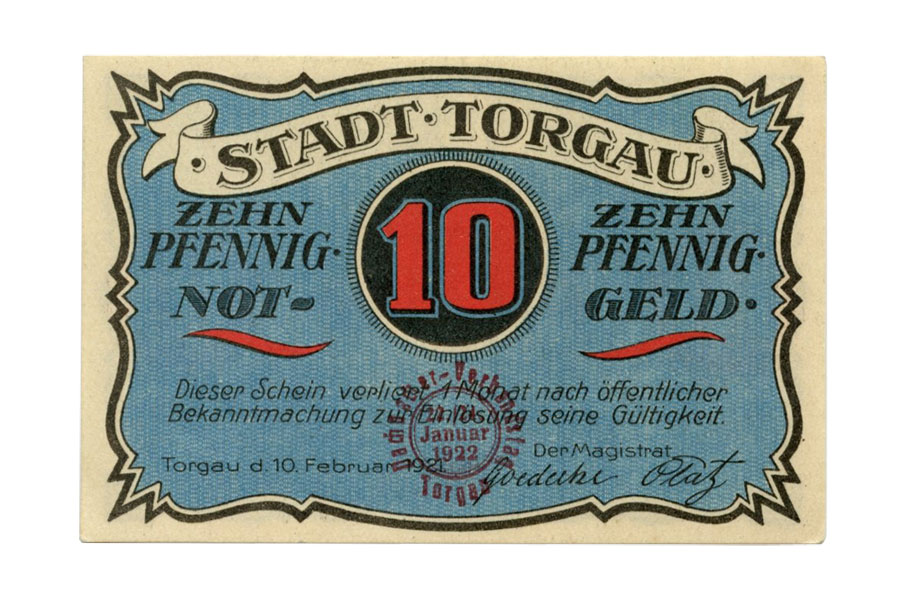 · STADT · TORGAU ·
ZEHN
PFENNIG ·
NOT-
10
ZEHN
PFENNIG ·
GELD ·
Dieser Schein verliert 1 Monat nach öffentlicher
Bekanntmachung zur Einlösung seine Gültigkeit.
Torgau d. 10. Februar 1921.
Der Magistrat
Januar
1922
Torgau